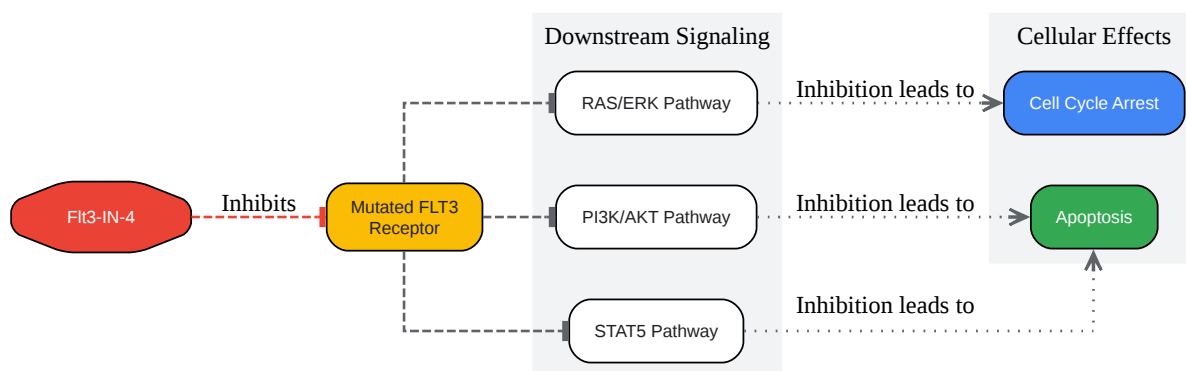 Downstream Signaling
Cellular Effects
RAS/ERK Pathway
Inhibition leads to
Cell Cycle Arrest
Flt3-IN-4
Inhibits
Mutated FLT3
Receptor
PI3K/AKT Pathway
Inhibition leads to
Apoptosis
STAT5 Pathway
Inhibition leads to